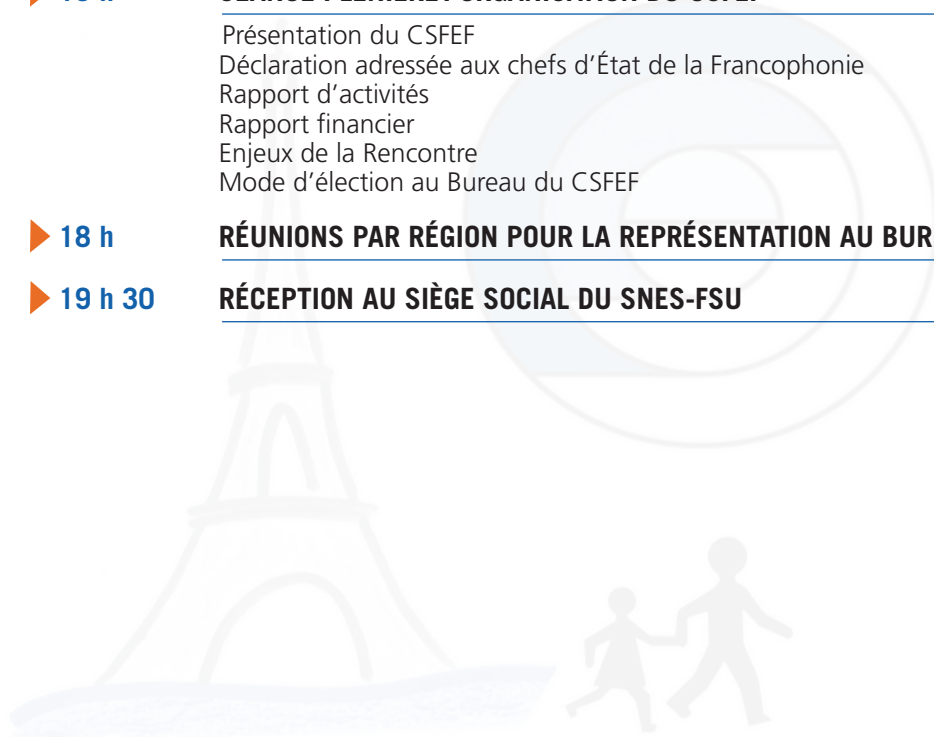 Présentation du CSFEF
Déclaration adressée aux chefs d’État de la Francophonie
Rapport d’activités
Rapport financier
Enjeux de la Rencontre
Mode d’élection au Bureau du CSFEF
18 h RÉUNIONS PAR RÉGION POUR LA REPRÉSENTATION AU BUR
19 h 30 RÉCEPTION AU SIÈGE SOCIAL DU SNES-FSU